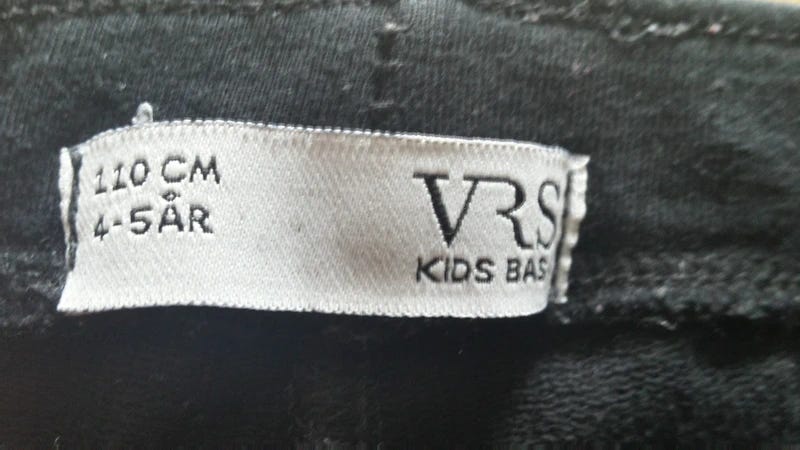 110 CM
4-5ÅR
VRS
KIDS BAS